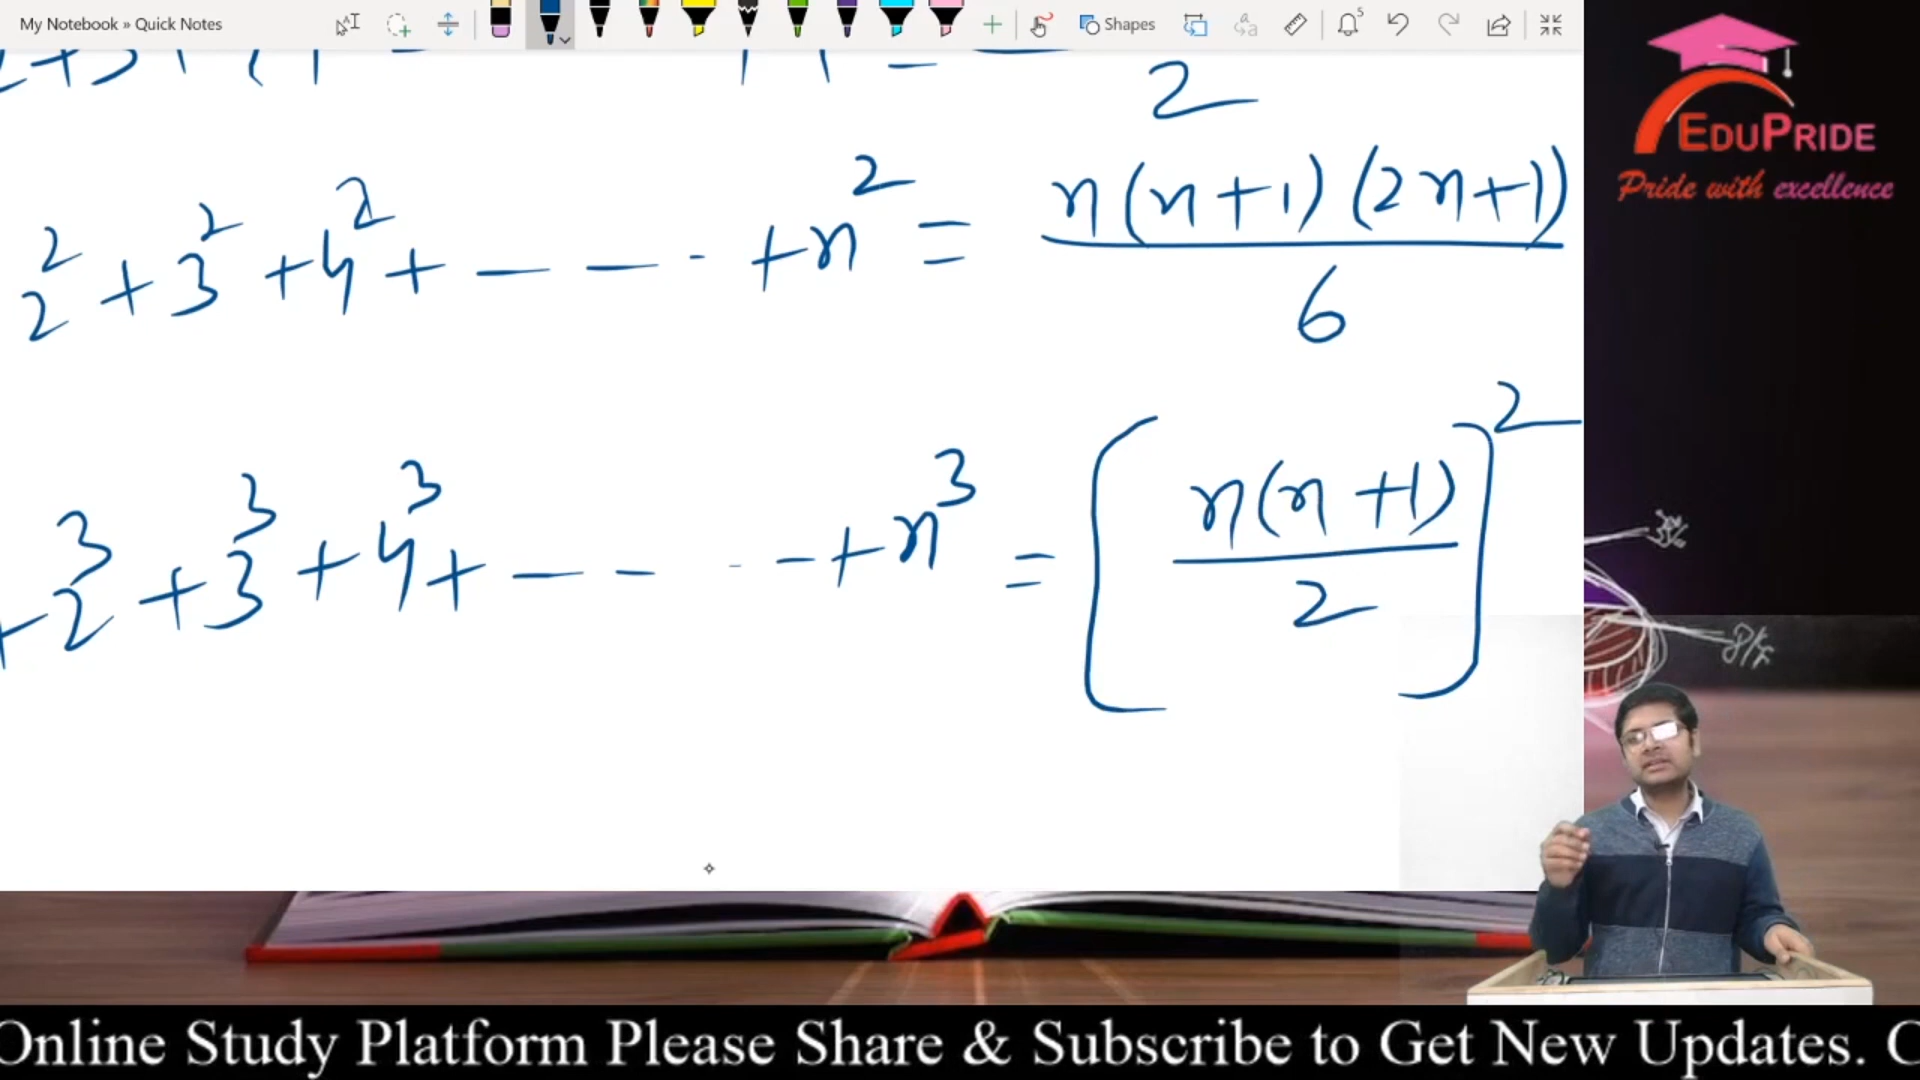 My Notebook » Quick Notes
Shapes
5
2
2² + 3² + 4² + — — - + n² = n(n+1)(2n+1)
6
+ 2³ + 3³ + 4³ + — - - - + n³ = [n(n+1)
2]²
EDUPRIDE
Pride with excellence
Online Study Platform Please Share & Subscribe to Get New Updates. C